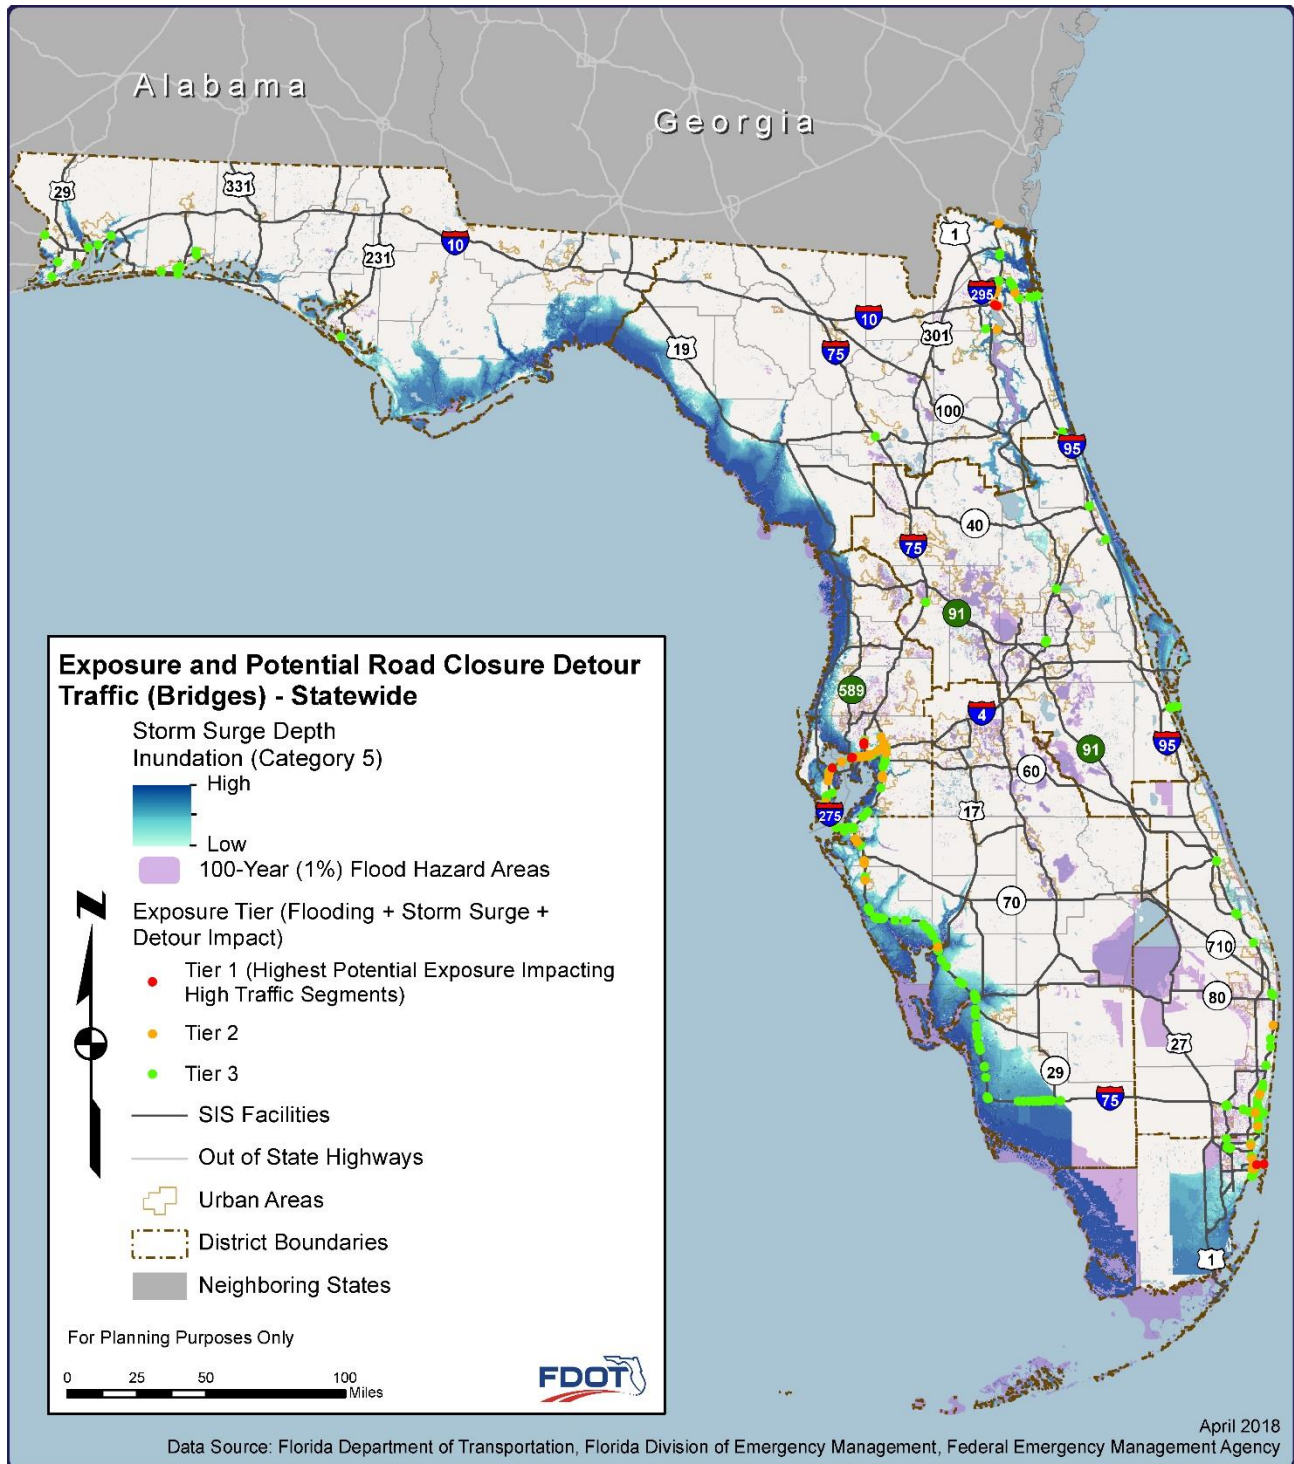 Alabama
Georgia
29
331
231
10
1
295
10
301
75
19
100
95
40
75
91
589
4
91
95
60
275
17
70
710
80
27
29
75
1
Exposure and Potential Road Closure Detour
Traffic (Bridges) - Statewide
Storm Surge Depth
Inundation (Category 5)
High
Low
100-Year (1%) Flood Hazard Areas
Exposure Tier (Flooding + Storm Surge +
Detour Impact)
Tier 1 (Highest Potential Exposure Impacting
High Traffic Segments)
Tier 2
Tier 3
SIS Facilities
Out of State Highways
Urban Areas
District Boundaries
Neighboring States
N
For Planning Purposes Only
0 25 50 100
Miles
FDOT
April 2018
Data Source: Florida Department of Transportation, Florida Division of Emergency Management, Federal Emergency Management Agency